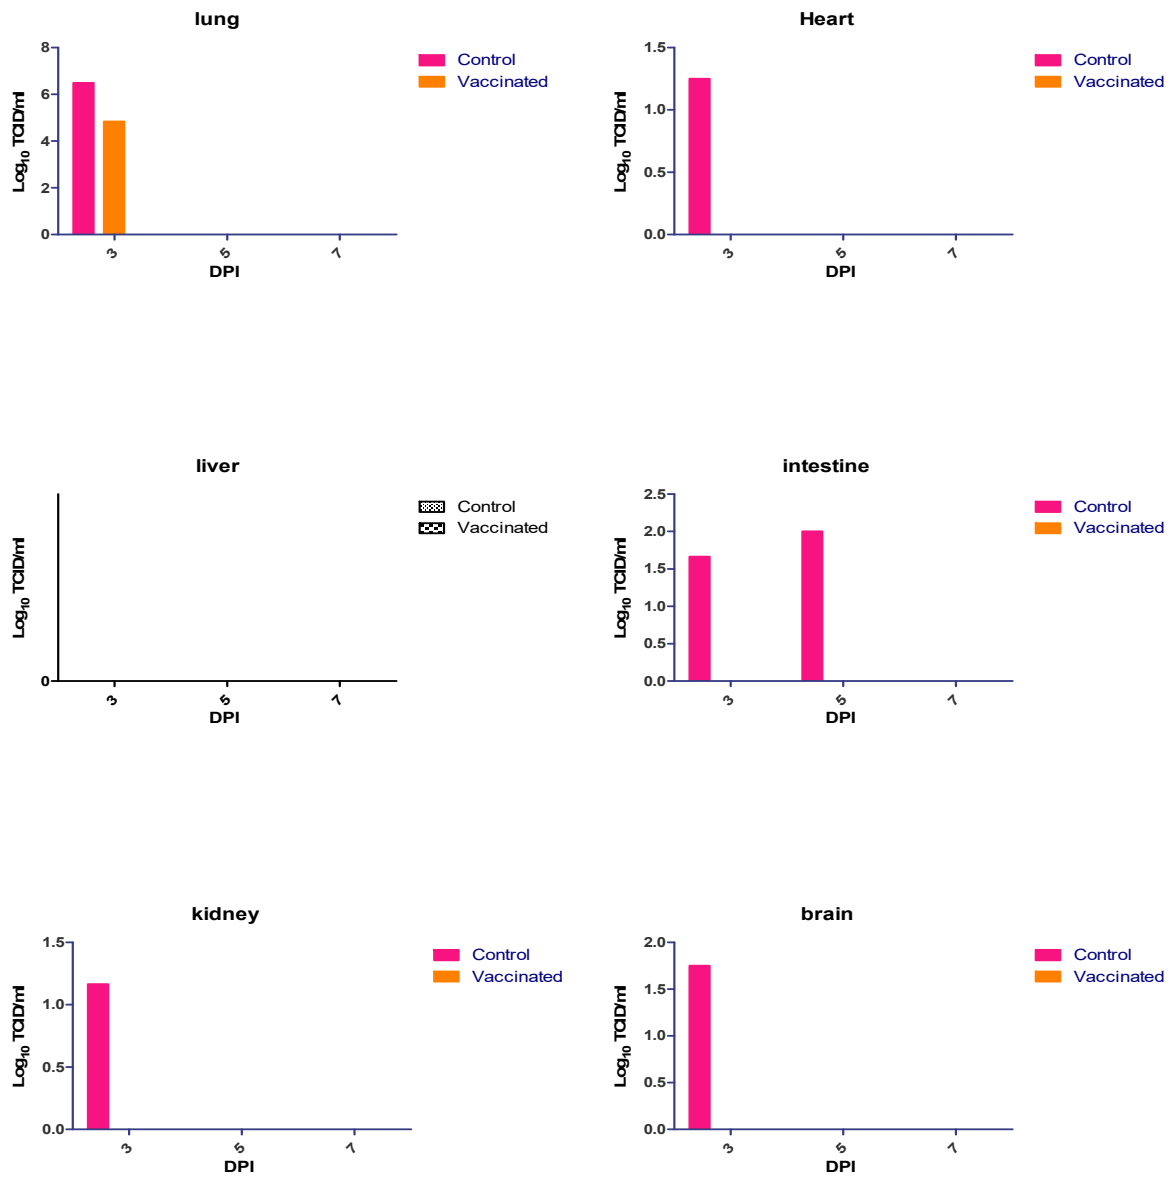 lung
8
6
4
2
0
Log10 TCID/ml
3 5 7
DPI
Control
Vaccinated
Heart
1.5
1.0
0.5
0.0
Log10 TCID/ml
3 5 7
DPI
Control
Vaccinated
liver
0
Log10 TCID/ml
3 5 7
DPI
Control
Vaccinated
intestine
2.5
2.0
1.5
1.0
0.5
0.0
Log10 TCID/ml
3 5 7
DPI
Control
Vaccinated
kidney
1.5
1.0
0.5
0.0
Log10 TCID/ml
3 5 7
DPI
Control
Vaccinated
brain
2.0
1.5
1.0
0.5
0.0
Log10 TCID/ml
3 5 7
DPI
Control
Vaccinated